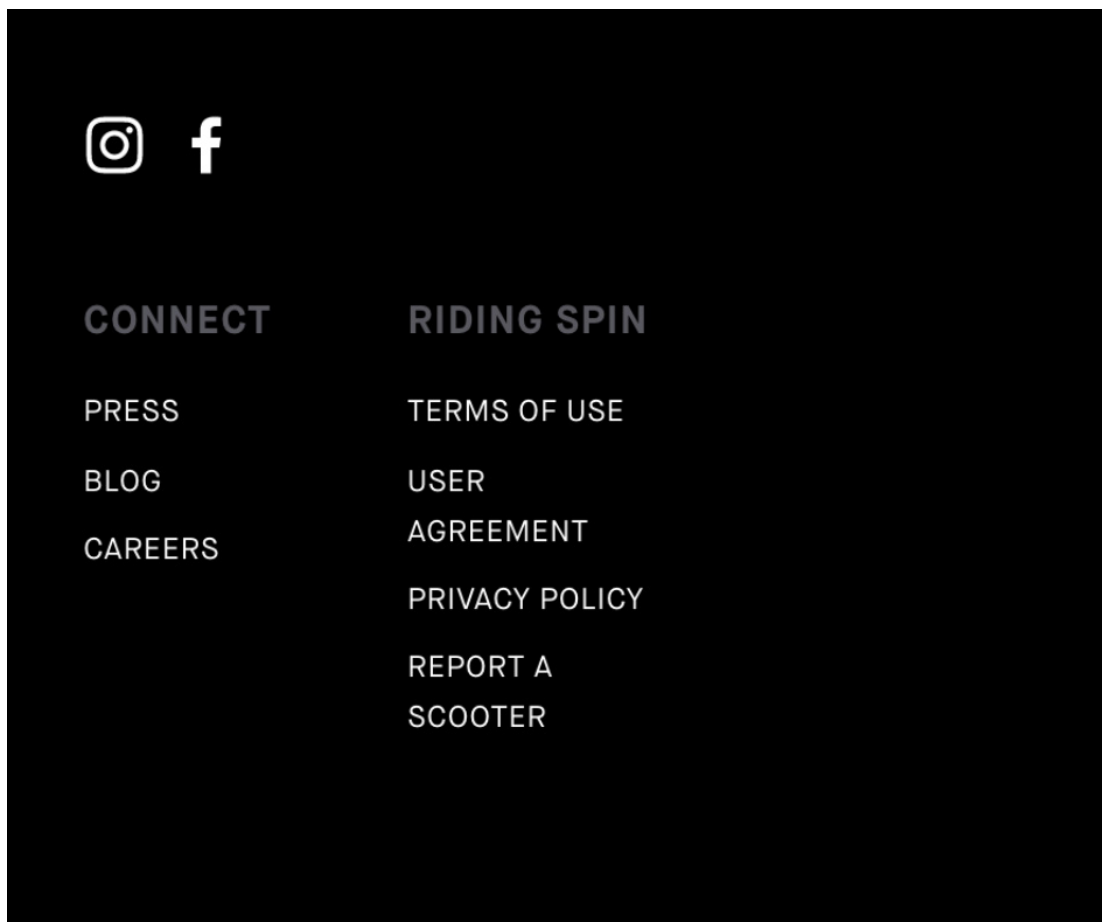 CONNECT
PRESS
BLOG
CAREERS
RIDING SPIN
TERMS OF USE
USER
AGREEMENT
PRIVACY POLICY
REPORT A
SCOOTER